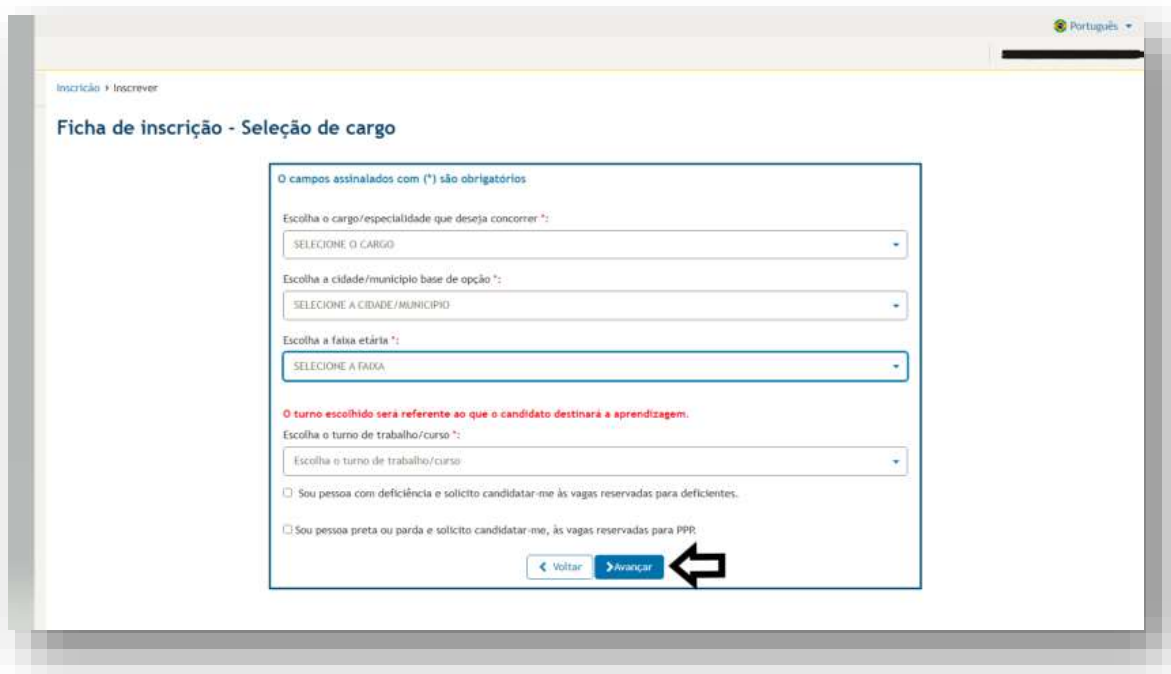 Português
Inscrição › Inscrever
Ficha de inscrição - Seleção de cargo
O campos assinalados com (*) são obrigatórios
Escolha o cargo/especialidade que deseja concorrer *:
SELECIONE O CARGO
Escolha a cidade/município base de opção *:
SELECIONE A CIDADE/MUNICIPIO
Escolha a faixa etária *:
SELECIONE A FAIXA
O turno escolhido será referente ao que o candidato destinará a aprendizagem.
Escolha o turno de trabalho/curso *:
Escolha o turno de trabalho/curso
Sou pessoa com deficiência e solicito candidatar-me às vagas reservadas para deficientes.
Sou pessoa preta ou parda e solicito candidatar-me, às vagas reservadas para PPP.
Voltar Avançar